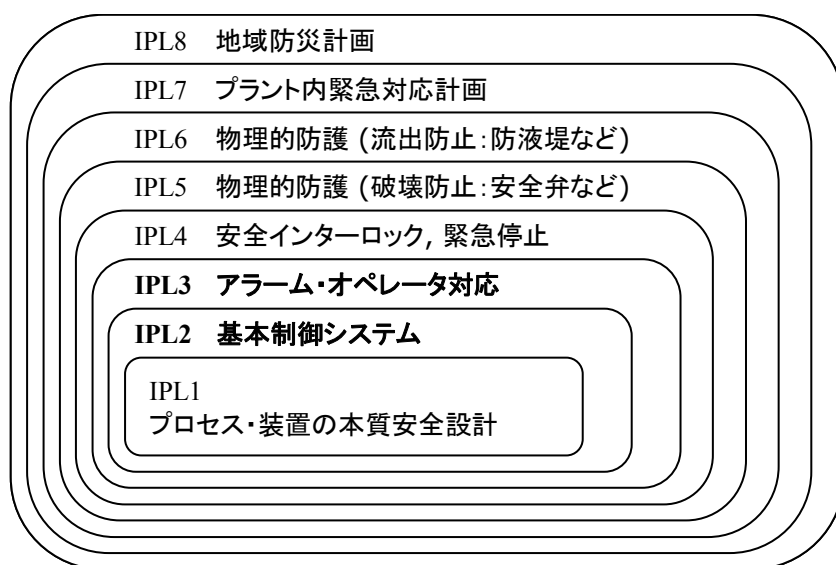 IPL8 地域防災計画
IPL7 プラント内緊急対応計画
IPL6 物理的防護 (流出防止:防液堤など)
IPL5 物理的防護 (破壊防止:安全弁など)
IPL4 安全インターロック, 緊急停止
IPL3 アラーム・オペレータ対応
IPL2 基本制御システム
IPL1
プロセス・装置の本質安全設計